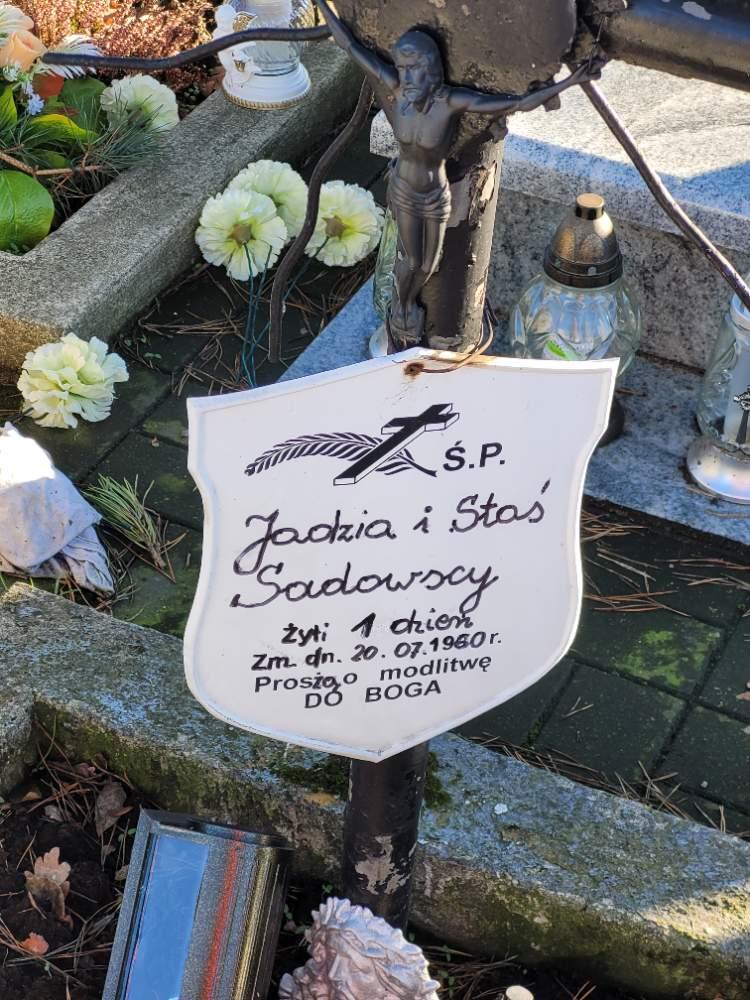 Ś.P.
Jadzia i Staś
Sadowscy
Żyli 1 dzień
Zm. dn. 20.07.1960 r.
Proszą o modlitwę
DO BOGA